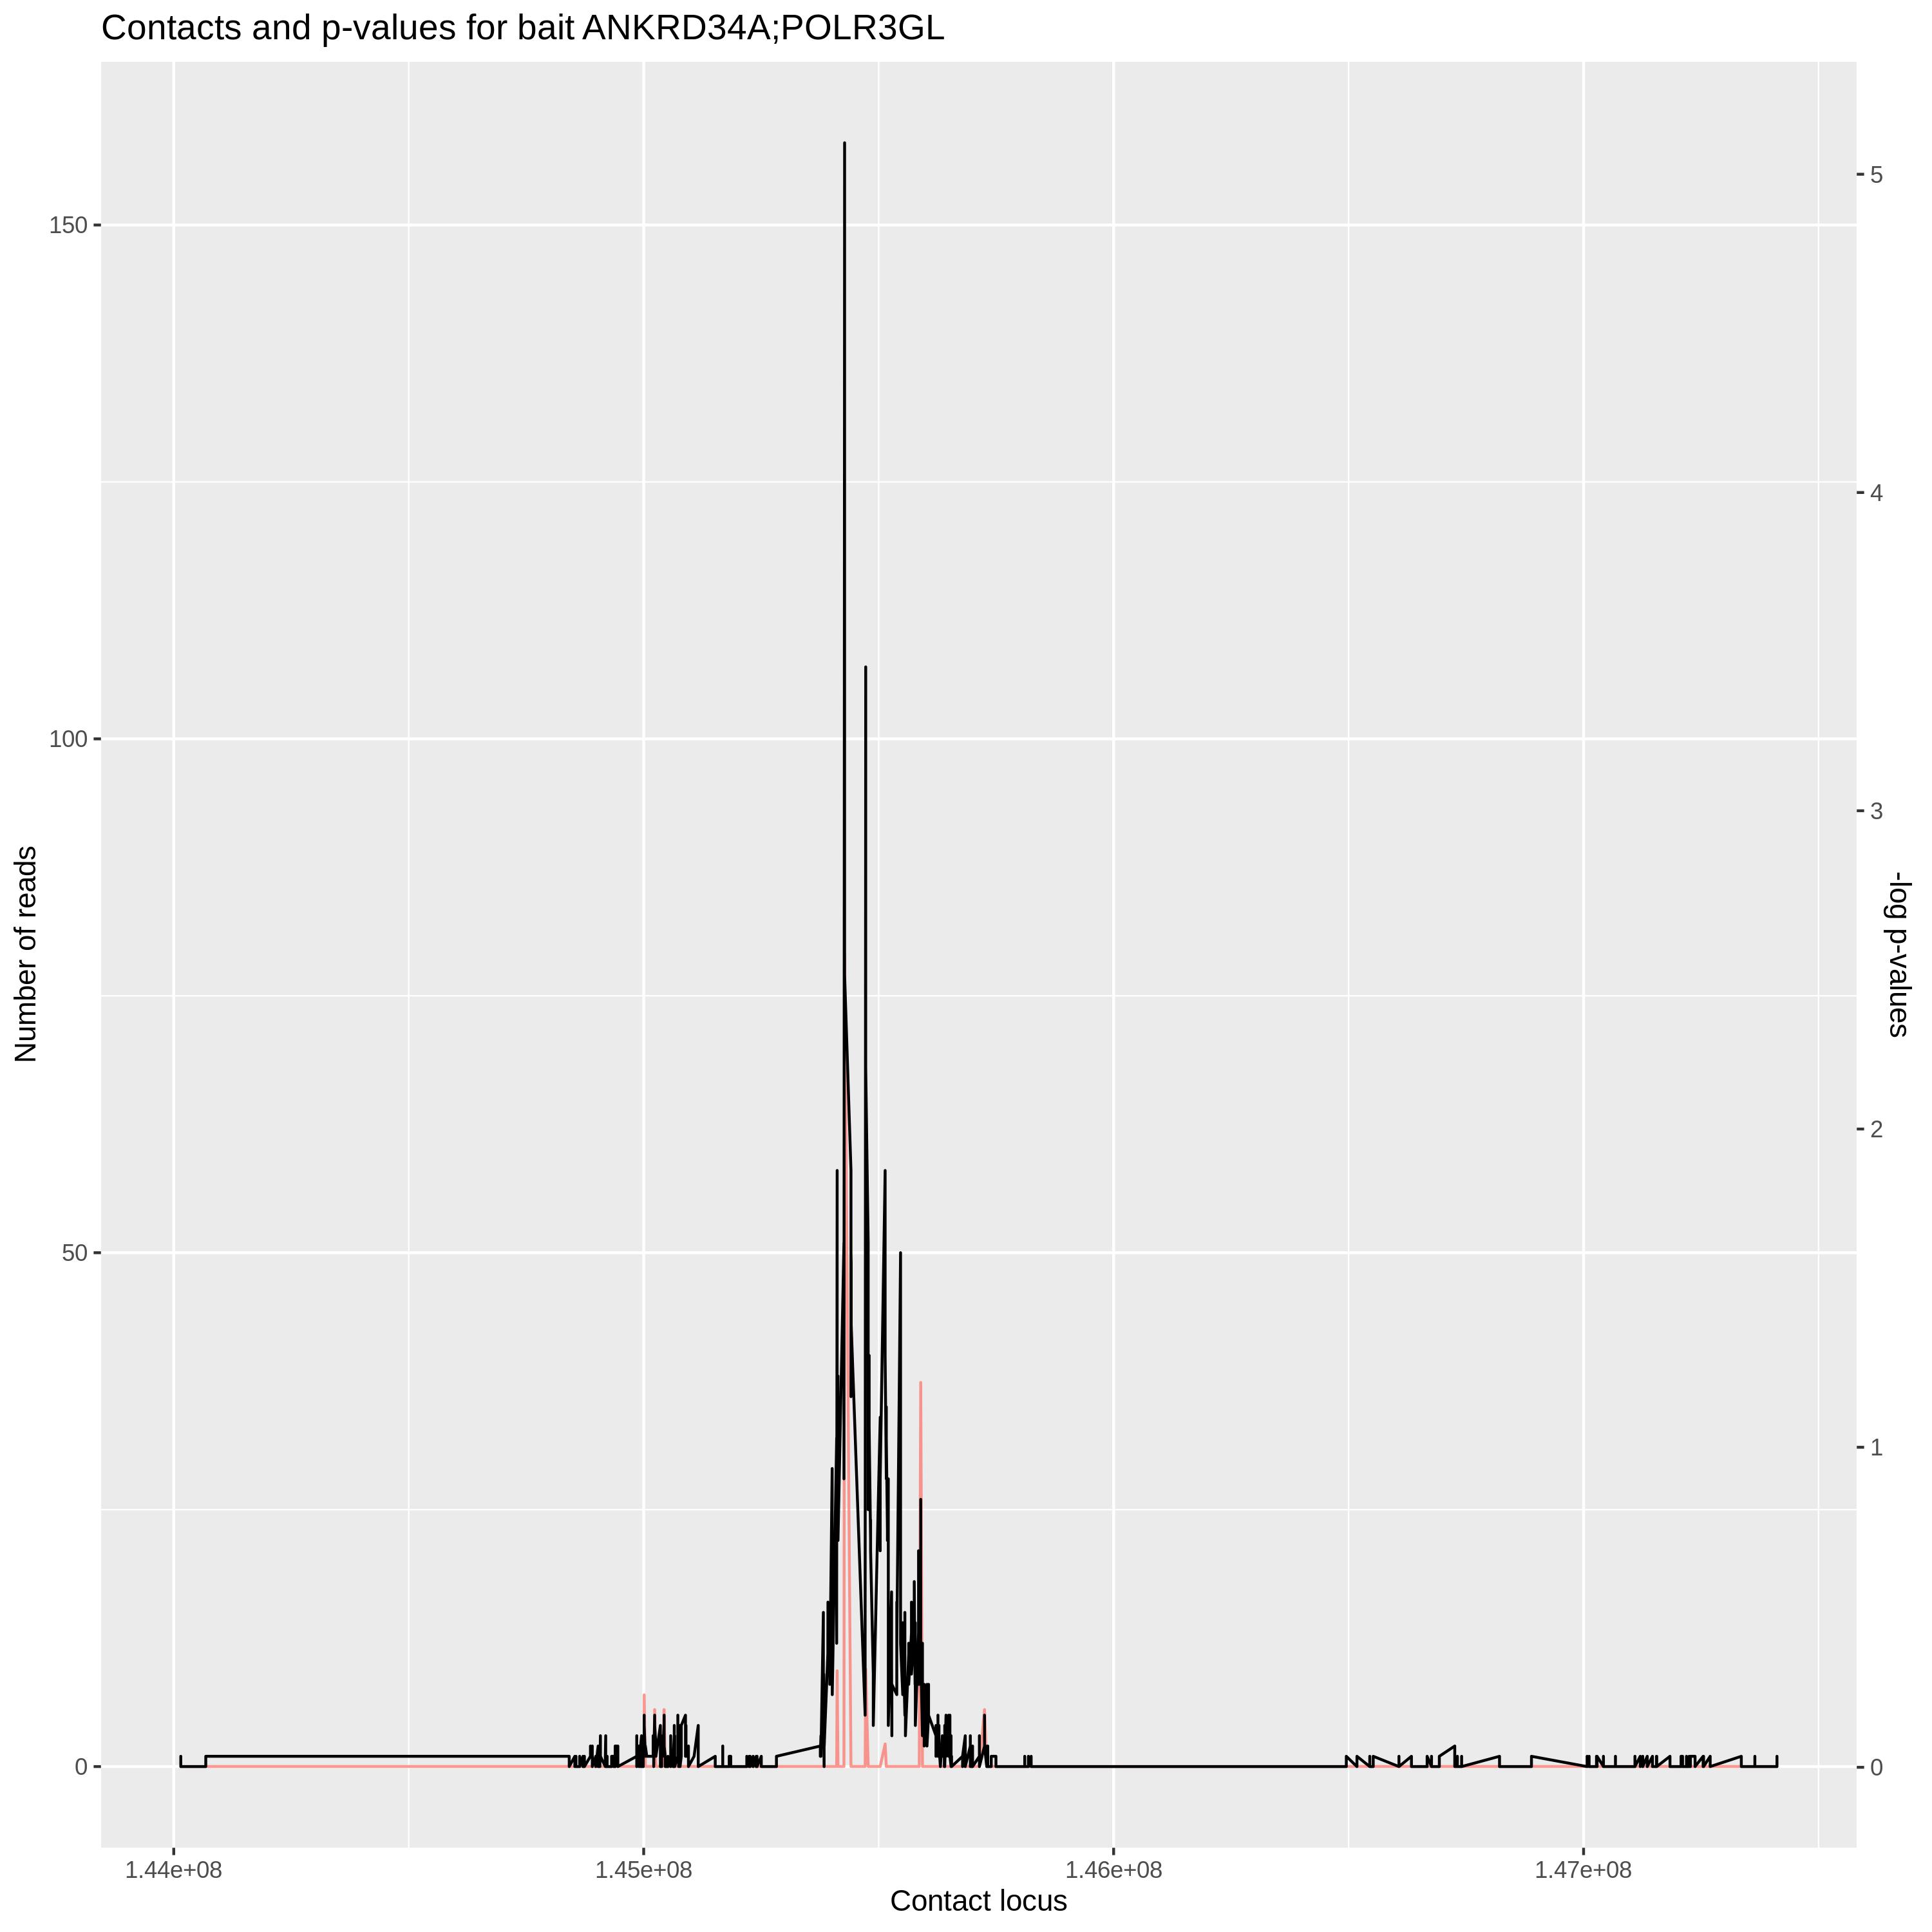 Contacts and p-values for bait ANKRD34A;POLR3GL
Number of reads
150
100
50
0
5
4
3
2
1
0
-log p-values
1.44e+08
1.45e+08
1.46e+08
1.47e+08
Contact locus